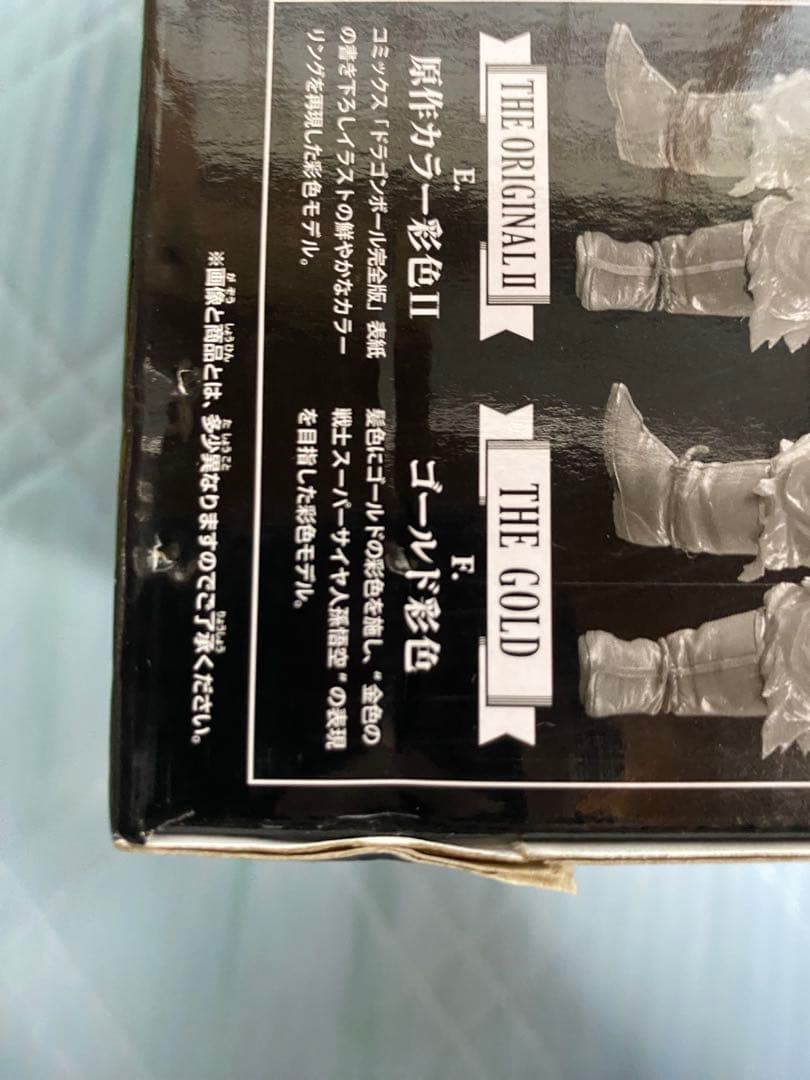 THE ORIGINAL II
E.
原作カラー彩色II
コミックス「ドラゴンボール完全版」表紙
の書き下ろしイラストの鮮やかなカラー
リングを再現した彩色モデル。
THE GOLD
F.
ゴールド彩色
髪色にゴールドの彩色を施し、“金色の
戦士 スーパーサイヤ人孫悟空”の表現
を目指した彩色モデル。
※画像と商品とは、多少異なりますのでご了承ください。